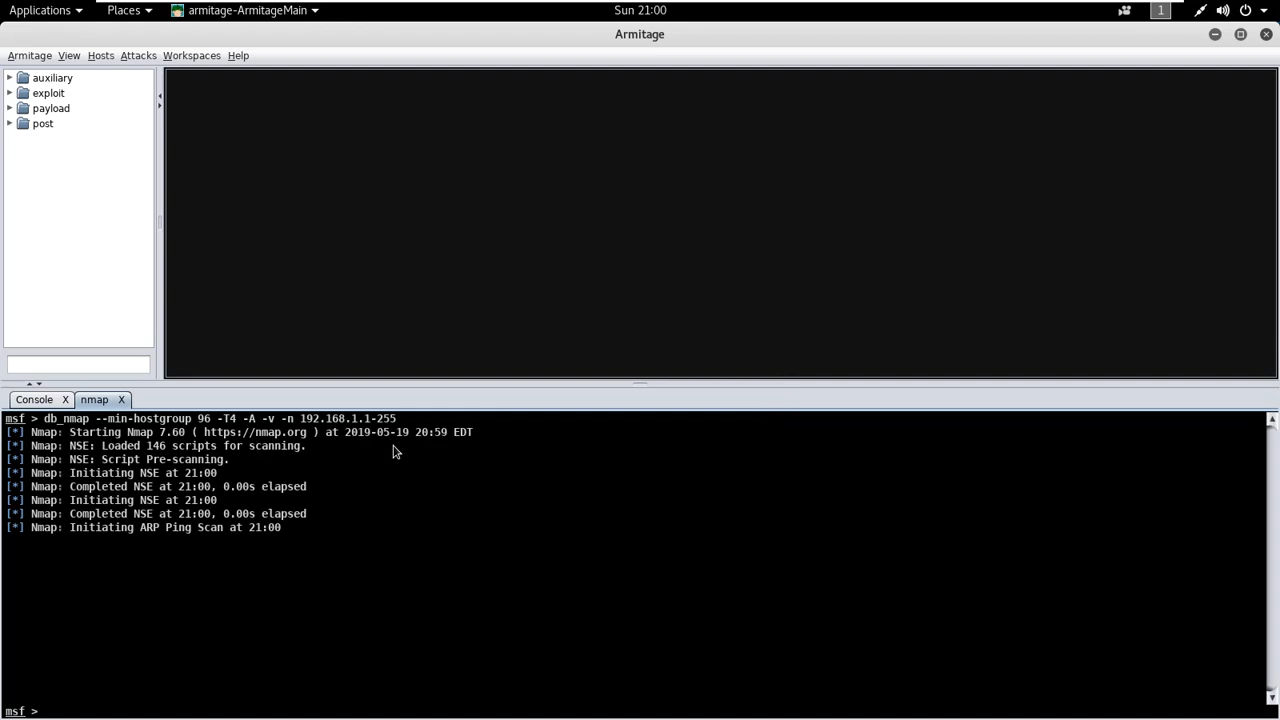 Applications Places armitage-ArmitageMain Sun 21:00 1
Armitage
Armitage View Hosts Attacks Workspaces Help
auxiliary
exploit
payload
post
Console X nmap X
msf > db_nmap --min-hostgroup 96 -T4 -A -v -n 192.168.1.1-255
[*] Nmap: Starting Nmap 7.60 ( https://nmap.org ) at 2019-05-19 20:59 EDT
[*] Nmap: NSE: Loaded 146 scripts for scanning.
[*] Nmap: NSE: Script Pre-scanning.
[*] Nmap: Initiating NSE at 21:00
[*] Nmap: Completed NSE at 21:00, 0.00s elapsed
[*] Nmap: Initiating NSE at 21:00
[*] Nmap: Completed NSE at 21:00, 0.00s elapsed
[*] Nmap: Initiating ARP Ping Scan at 21:00
msf >